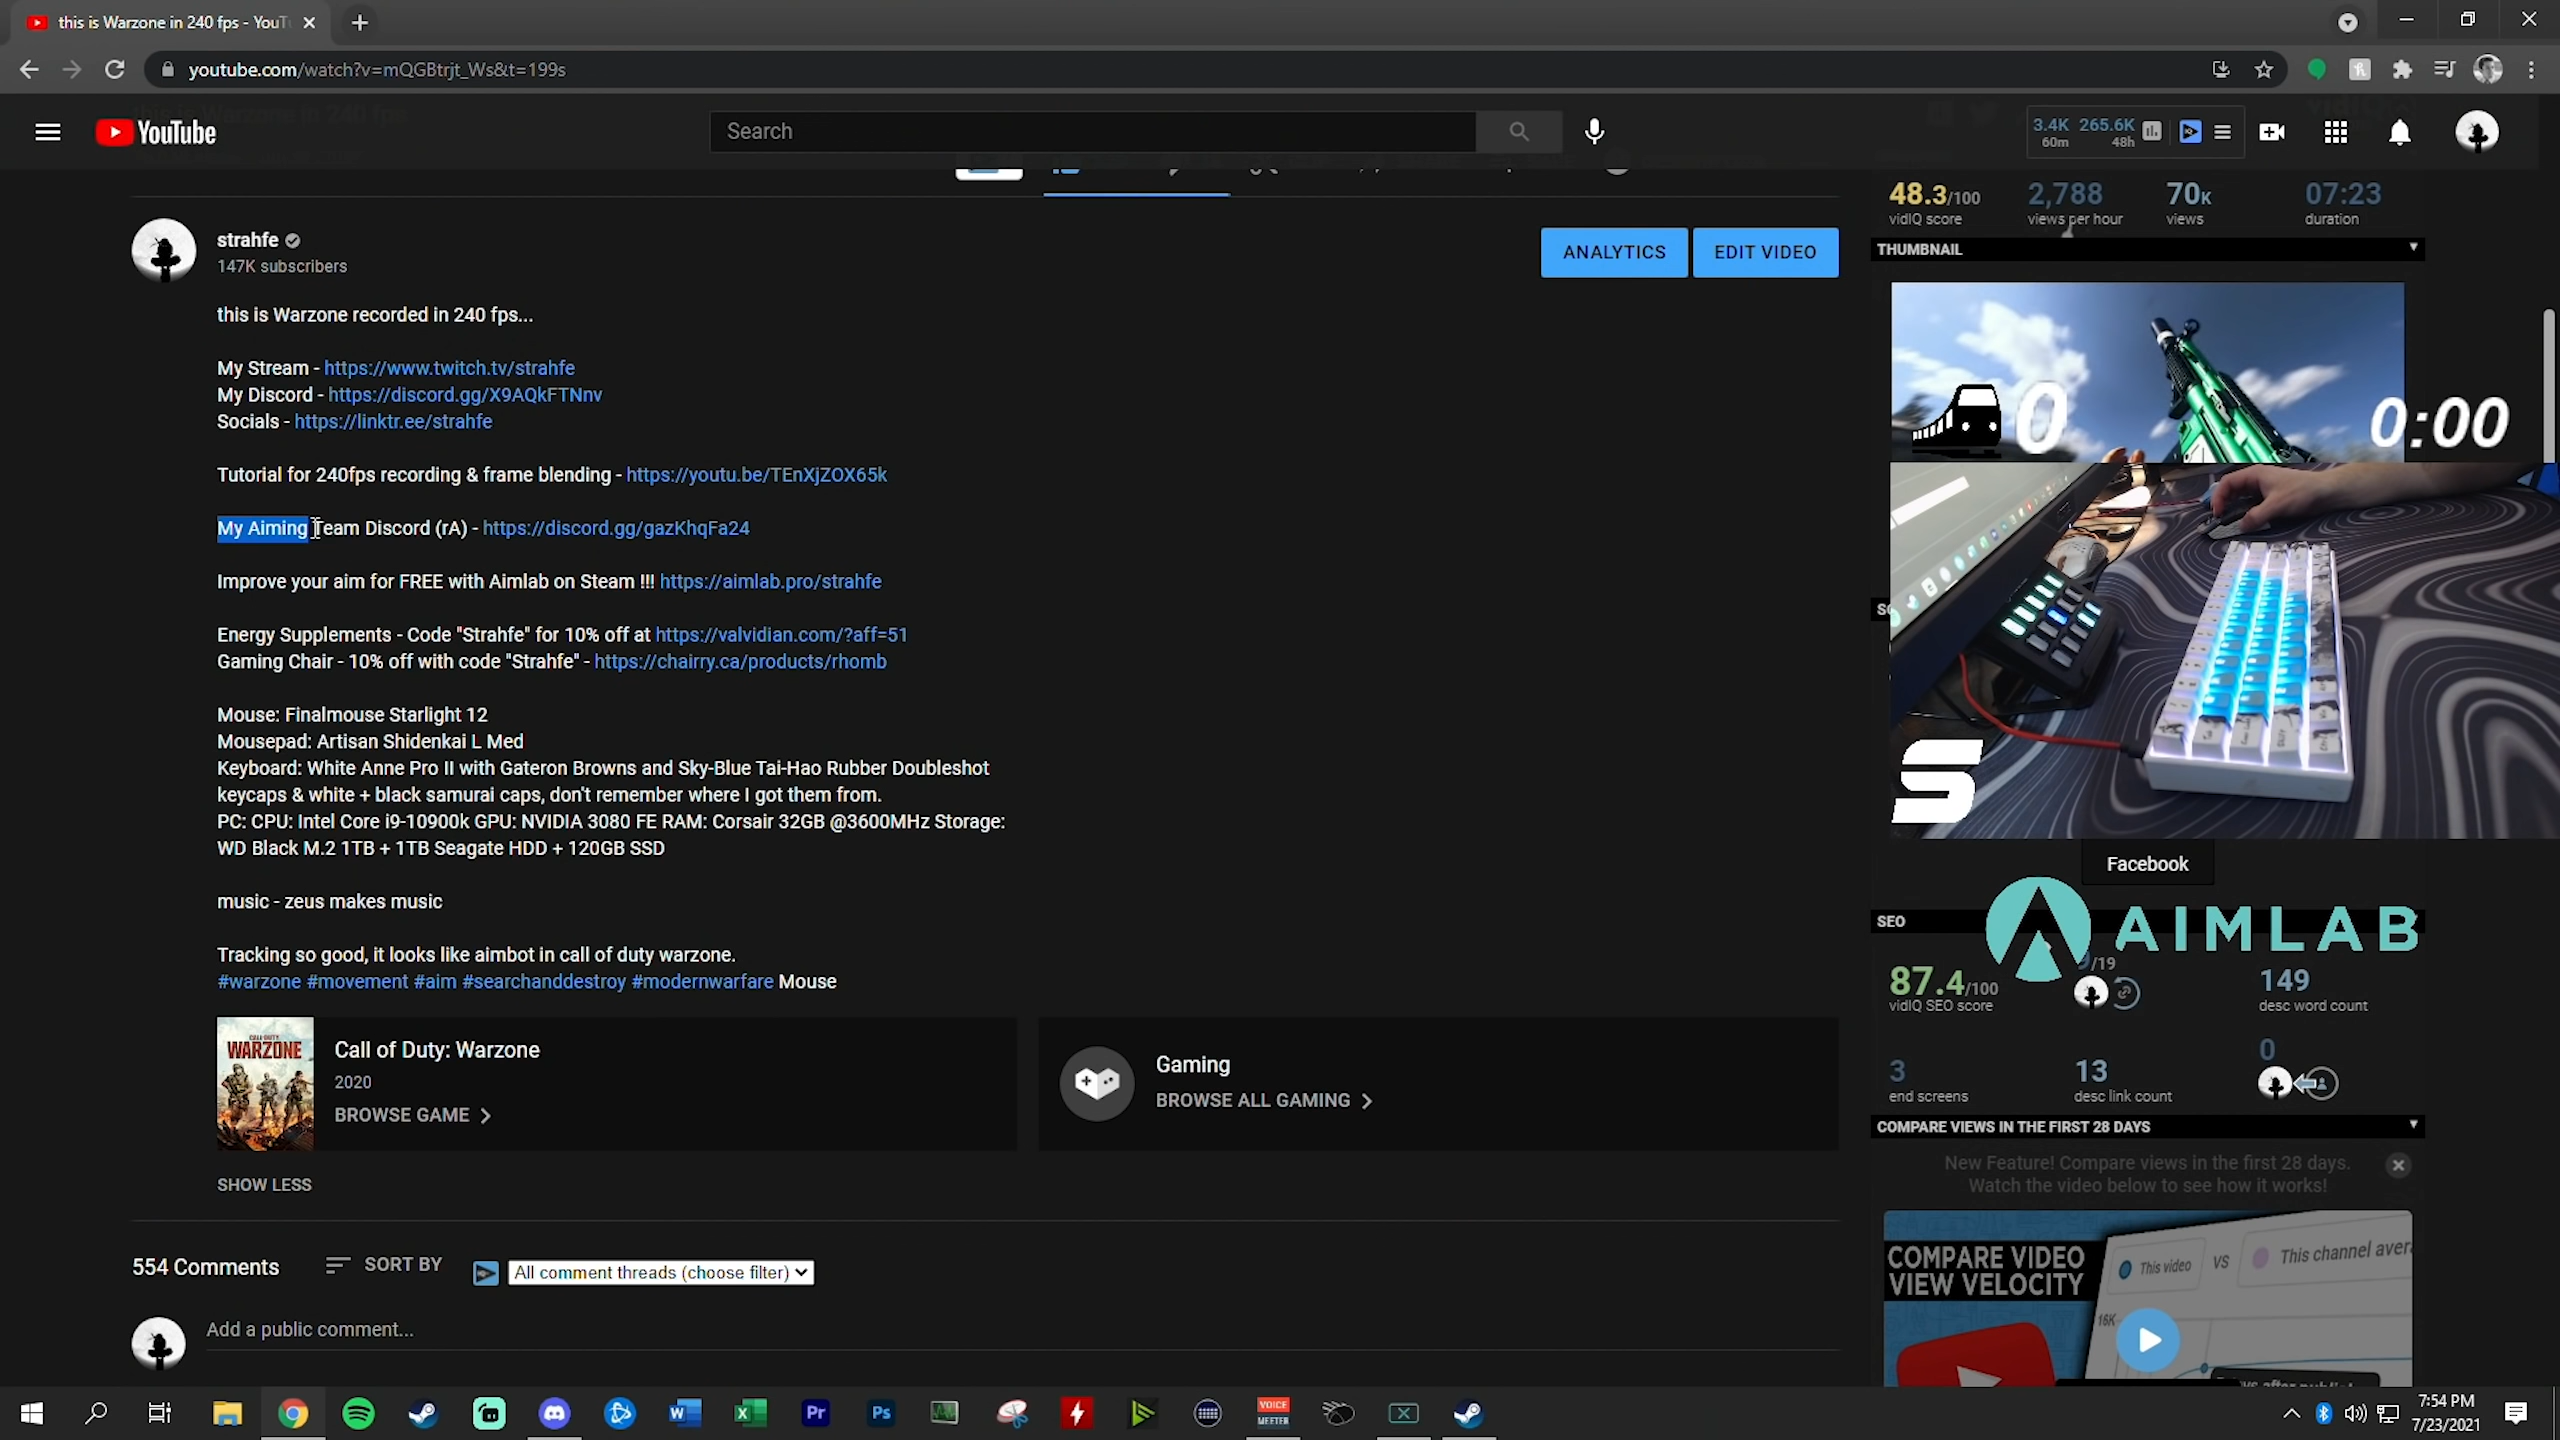 this is Warzone in 240 fps - YouT
youtube.com/watch?v=mQGBtrjt_Ws&t=199s
YouTube
Search
3.4K 265.6K
60m 48h
48.3/100 2,788 70K 07:23
vidIQ score views per hour views duration
strahfe
147K subscribers
ANALYTICS
EDIT VIDEO
THUMBNAIL
0 0:00
this is Warzone recorded in 240 fps...
My Stream - https://www.twitch.tv/strahfe
My Discord - https://discord.gg/X9AQkFTNnv
Socials - https://linktr.ee/strahfe
Tutorial for 240fps recording & frame blending - https://youtu.be/TEnXjZOX65k
My Aiming Team Discord (rA) - https://discord.gg/gazKhqFa24
Improve your aim for FREE with Aimlab on Steam !!! https://aimlab.pro/strahfe
Energy Supplements - Code "Strahfe" for 10% off at https://valvidian.com/?aff=51
Gaming Chair - 10% off with code "Strahfe" - https://chairry.ca/products/rhomb
Mouse: Finalmouse Starlight 12
Mousepad: Artisan Shidenkai L Med
Keyboard: White Anne Pro II with Gateron Browns and Sky-Blue Tai-Hao Rubber Doubleshot
keycaps & white + black samurai caps, don't remember where I got them from.
PC: CPU: Intel Core i9-10900k GPU: NVIDIA 3080 FE RAM: Corsair 32GB @3600MHz Storage:
WD Black M.2 1TB + 1TB Seagate HDD + 120GB SSD
music - zeus makes music
Tracking so good, it looks like aimbot in call of duty warzone.
#warzone #movement #aim #searchanddestroy #modernwarfare Mouse
S
Facebook
SEO
AIMLAB
87.4/100 /19 149
vidIQ SEO score desc word count
3 13 0
end screens desc link count
WARZONE
Call of Duty: Warzone
2020
BROWSE GAME
Gaming
BROWSE ALL GAMING
SHOW LESS
COMPARE VIEWS IN THE FIRST 28 DAYS
New Feature! Compare views in the first 28 days.
Watch the video below to see how it works!
COMPARE VIDEO
VIEW VELOCITY
This video VS This channel aver
16K
554 Comments
SORT BY
All comment threads (choose filter)
Add a public comment...
W
X
Pr
Ps
VOICE
MEETER
7:54 PM
7/23/2021